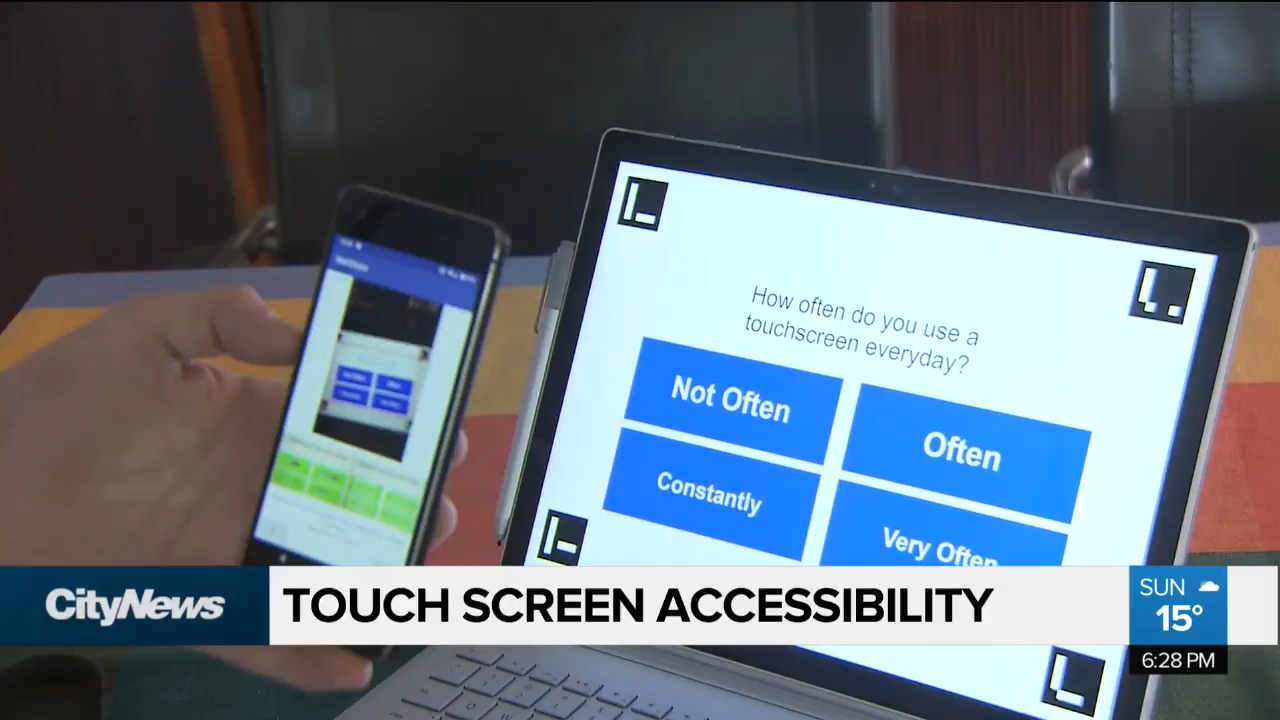 How often do you use a
touchscreen everyday?
Not Often
Often
Constantly
Very Often
CityNews
TOUCH SCREEN ACCESSIBILITY
SUN
15°
6:28 PM